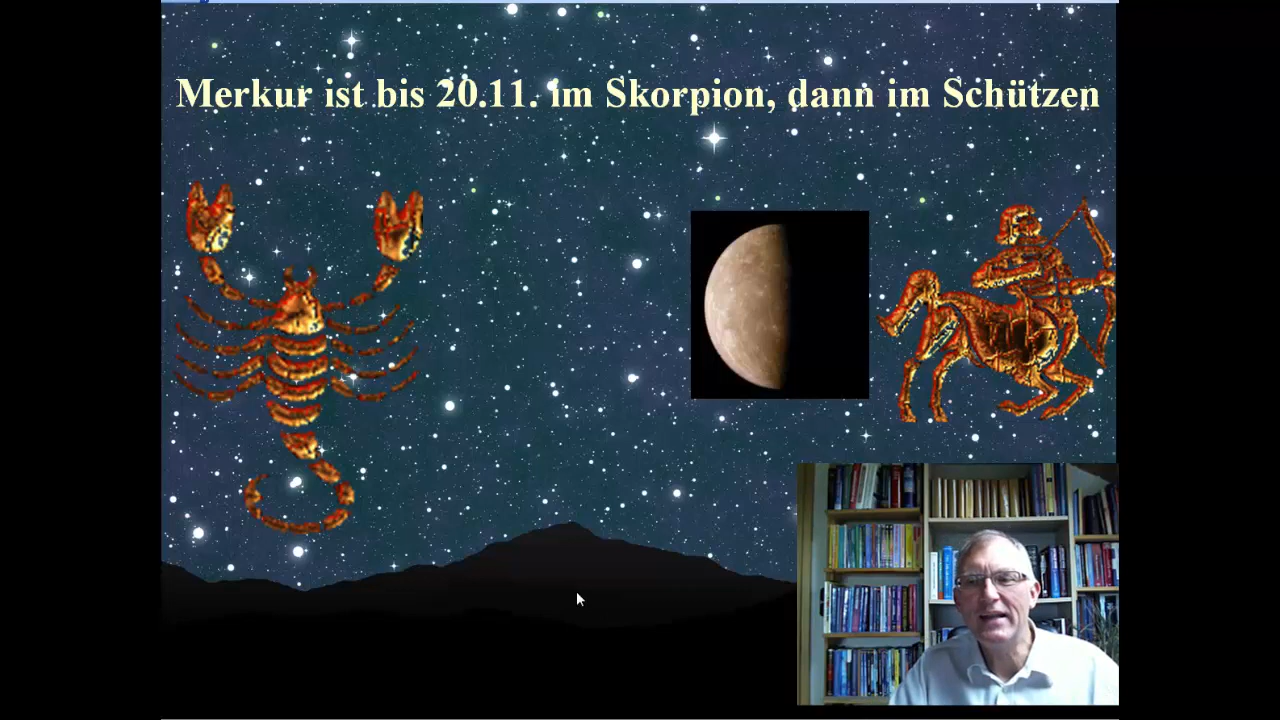 Merkur ist bis 20.11. im Skorpion, dann im Schützen